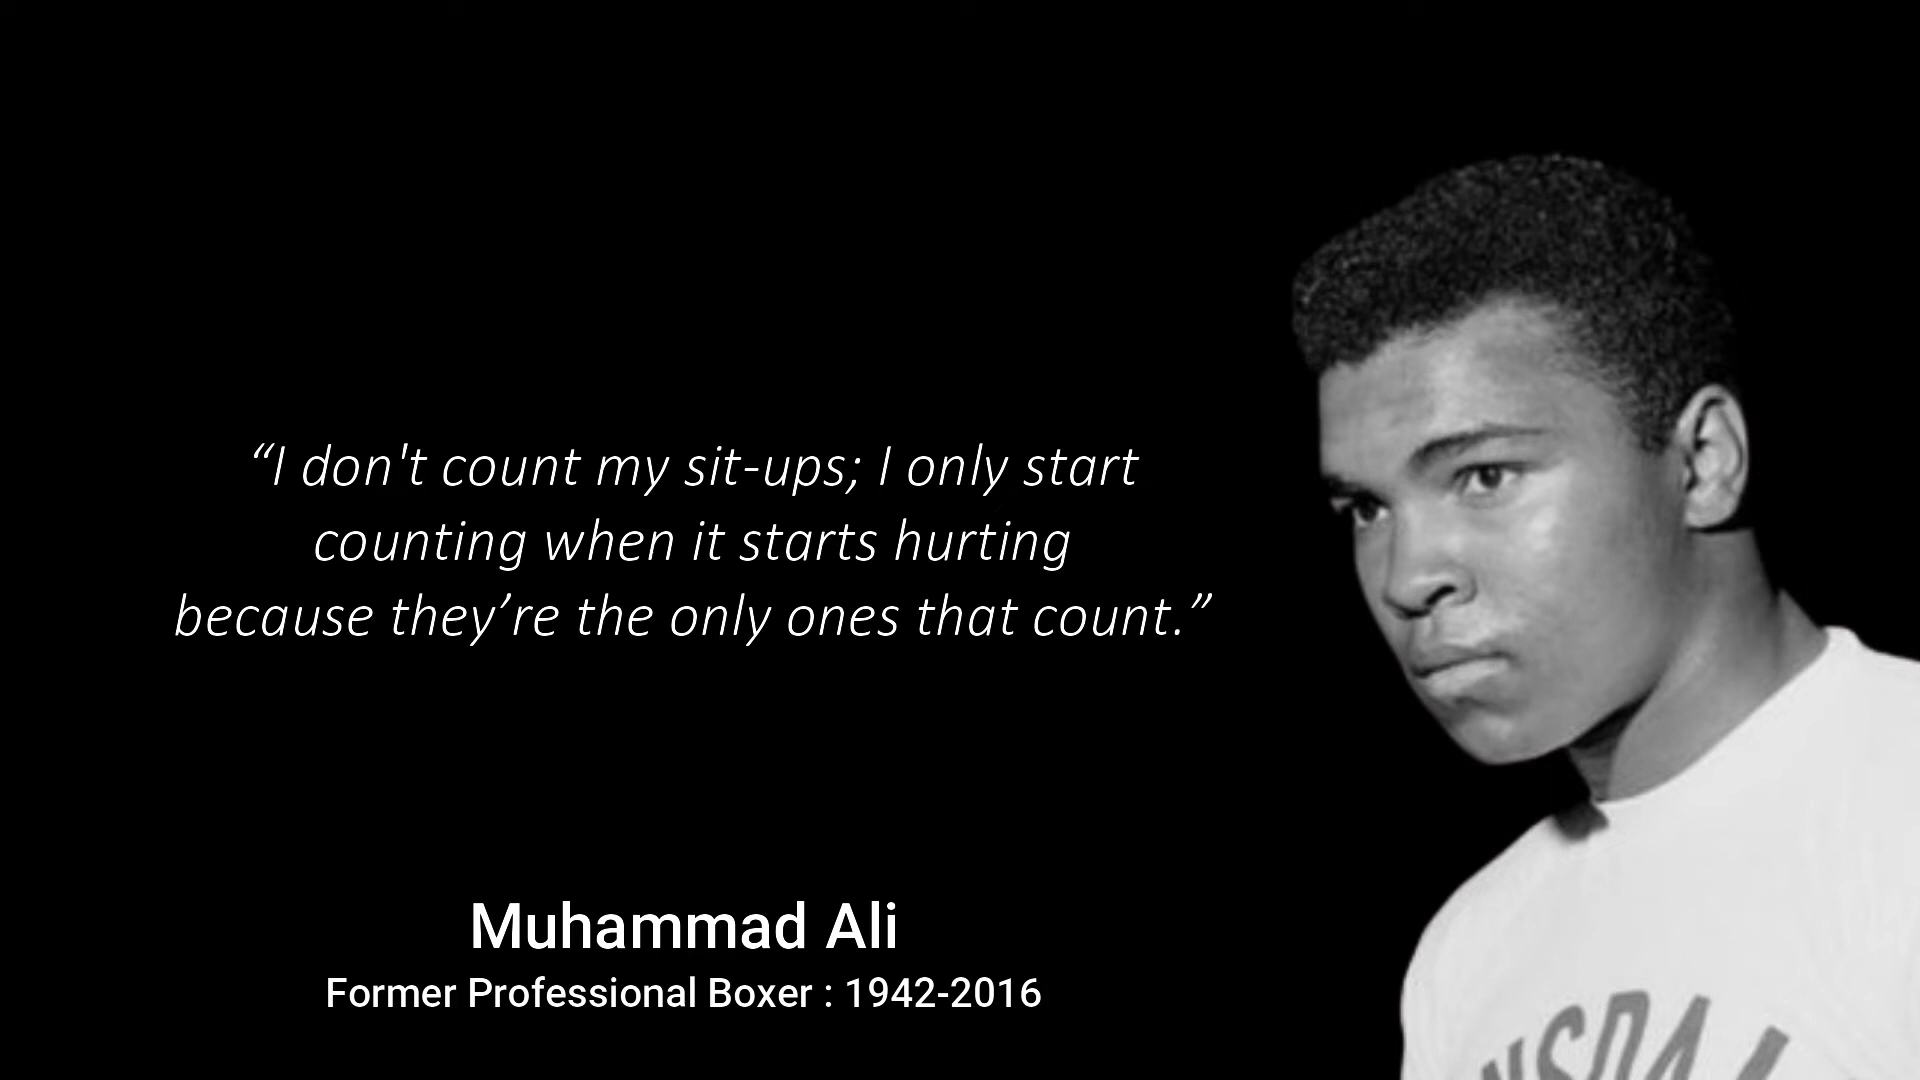 “I don't count my sit-ups; I only start
counting when it starts hurting
because they’re the only ones that count.”
Muhammad Ali
Former Professional Boxer : 1942-2016